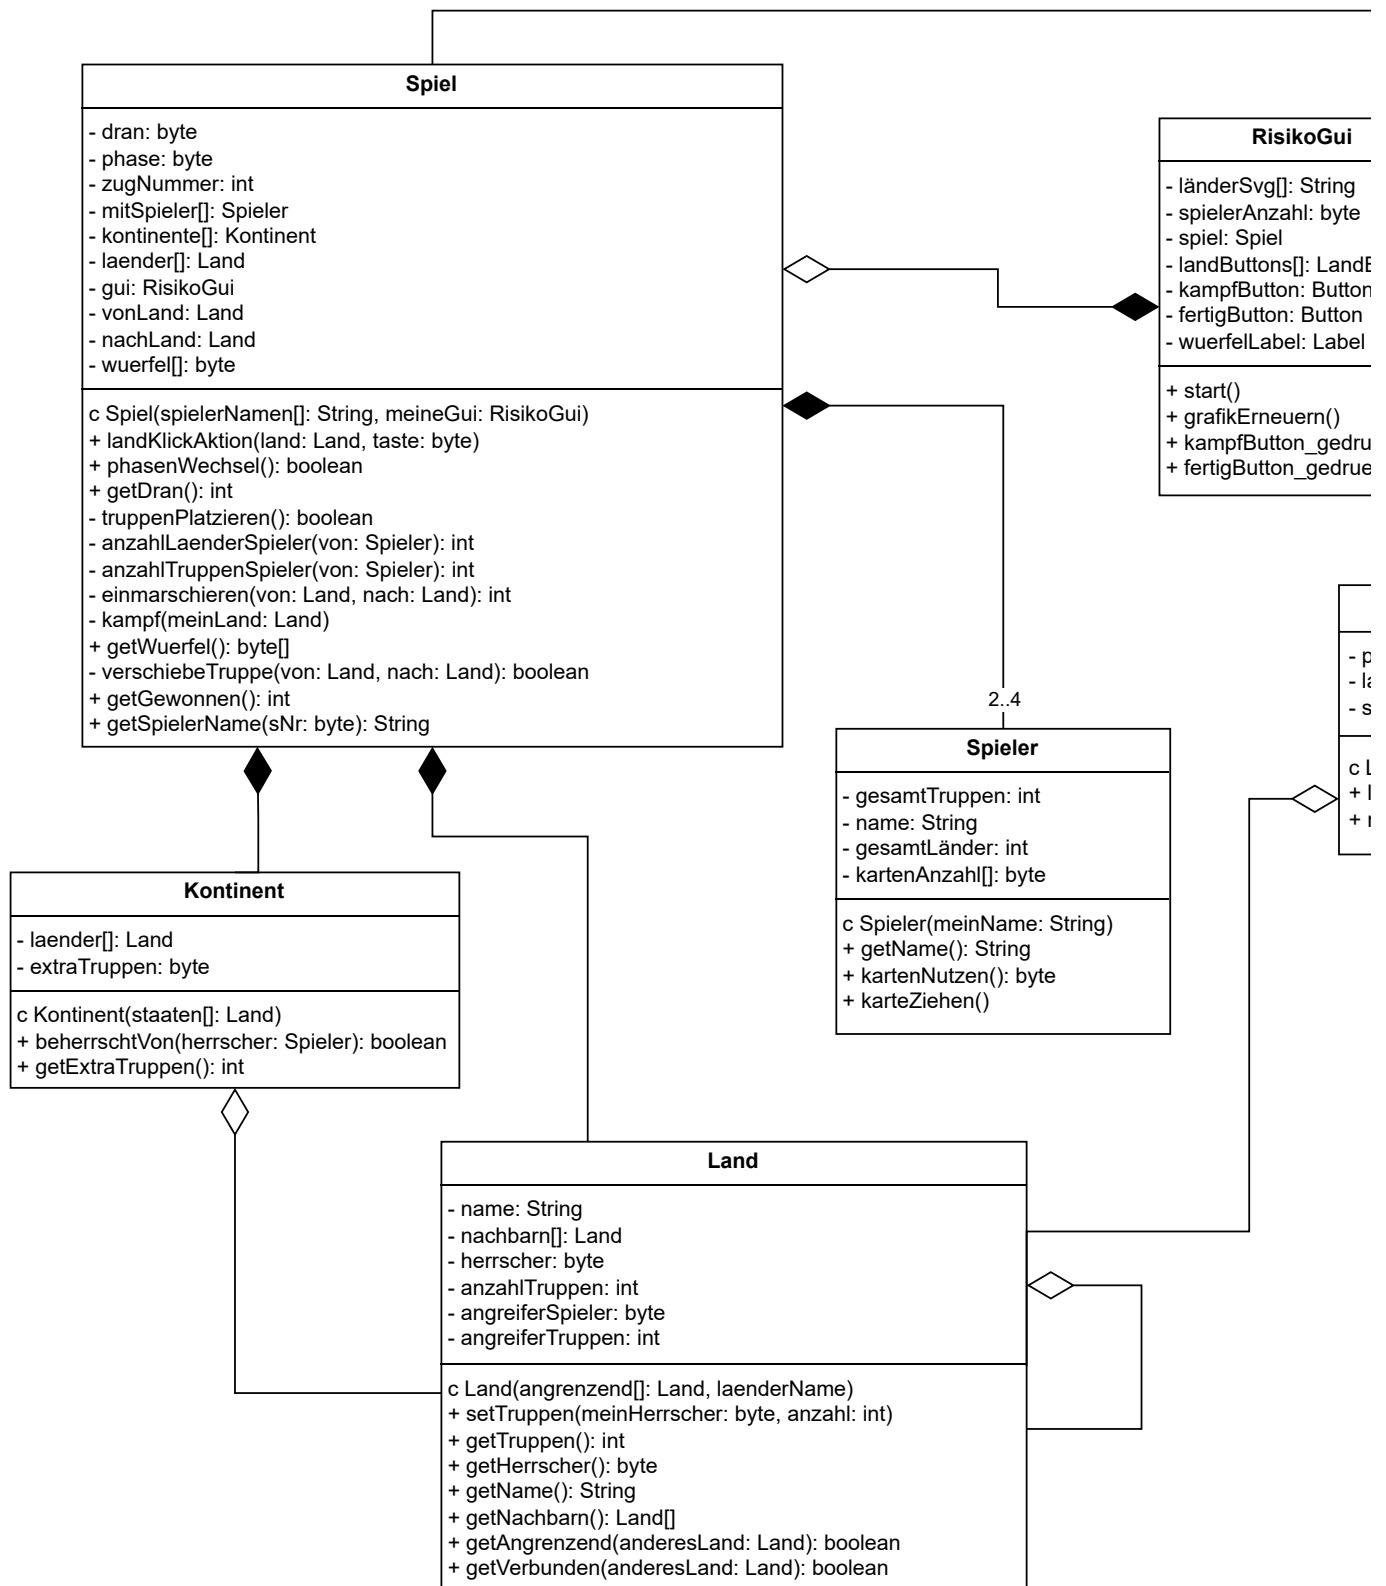 Spiel
- dran: byte
- phase: byte
- zugNummer: int
- mitSpieler[]: Spieler
- kontinente[]: Kontinent
- laender[]: Land
- gui: RisikoGui
- vonLand: Land
- nachLand: Land
- wuerfel[]: byte
c Spiel(spielerNamen[]: String, meineGui: RisikoGui)
+ landKlickAktion(land: Land, taste: byte)
+ phasenWechsel(): boolean
+ getDran(): int
- truppenPlatzieren(): boolean
- anzahlLaenderSpieler(von: Spieler): int
- anzahlTruppenSpieler(von: Spieler): int
- einmarschieren(von: Land, nach: Land): int
- kampf(meinLand: Land)
+ getWuerfel(): byte[]
- verschiebeTruppe(von: Land, nach: Land): boolean
+ getGewonnen(): int
+ getSpielerName(sNr: byte): String
RisikoGui
- länderSvg[]: String
- spielerAnzahl: byte
- spiel: Spiel
- landButtons[]:
- kampfButton: Button
- fertigButton: Button
- wuerfelLabel: Label
+ start()
+ grafikErneuern()
+ kampfButton_gedru
+ fertigButton_gedrue
2..4
Spieler
- gesamtTruppen: int
- name: String
- gesamtLänder: int
- kartenAnzahl[]: byte
c Spieler(meinName: String)
+ getName(): String
+ kartenNutzen(): byte
+ karteZiehen()
Kontinent
- laender[]: Land
- extraTruppen: byte
c Kontinent(staaten[]: Land)
+ beherrschtVon(herrscher: Spieler): boolean
+ getExtraTruppen(): int
Land
- name: String
- nachbarn[]: Land
- herrscher: byte
- anzahlTruppen: int
- angreiferSpieler: byte
- angreiferTruppen: int
c Land(angrenzend[]: Land, laenderName)
+ setTruppen(meinHerrscher: byte, anzahl: int)
+ getTruppen(): int
+ getHerrscher(): byte
+ getName(): String
+ getNachbarn(): Land[]
+ getAngrenzend(anderesLand: Land): boolean
+ getVerbunden(anderesLand: Land): boolean